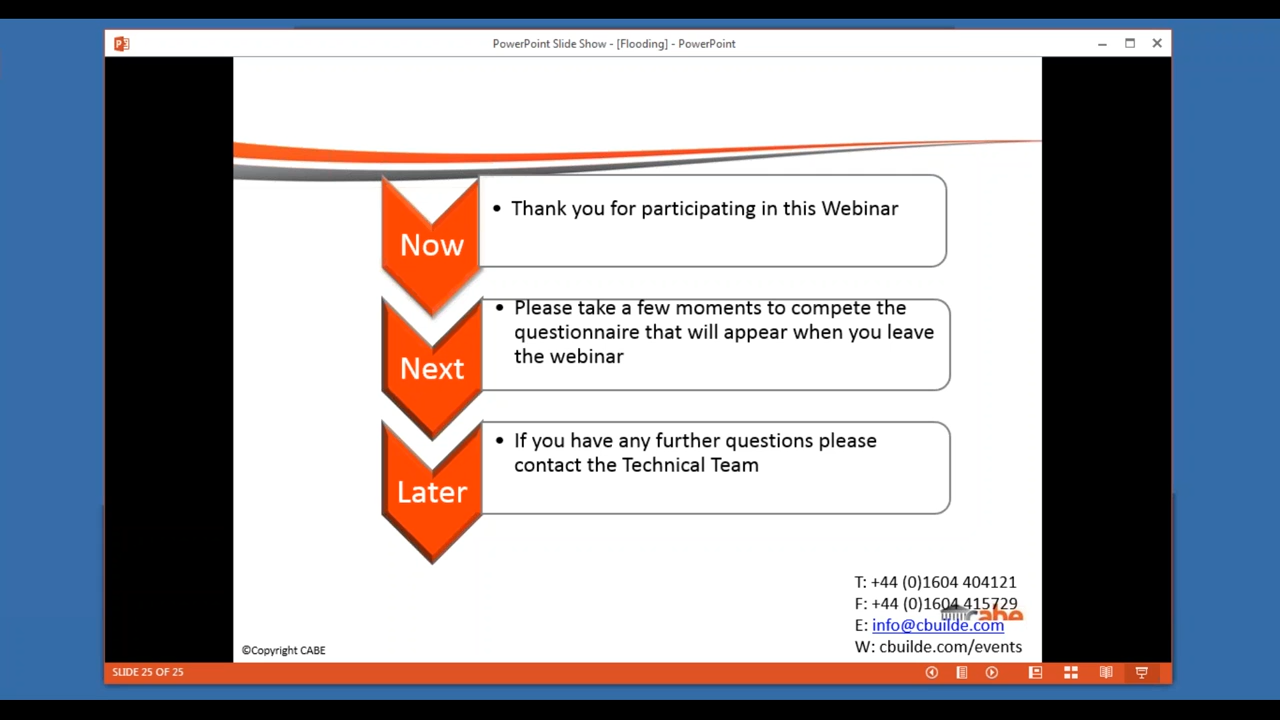 PowerPoint Slide Show - [Flooding] - PowerPoint
Now
• Thank you for participating in this Webinar
Next
• Please take a few moments to compete the
questionnaire that will appear when you leave
the webinar
Later
• If you have any further questions please
contact the Technical Team
T: +44 (0)1604 404121
F: +44 (0)1604 415729
cabe
E: info@cbuilde.com
W: cbuilde.com/events
©Copyright CABE
SLIDE 25 OF 25